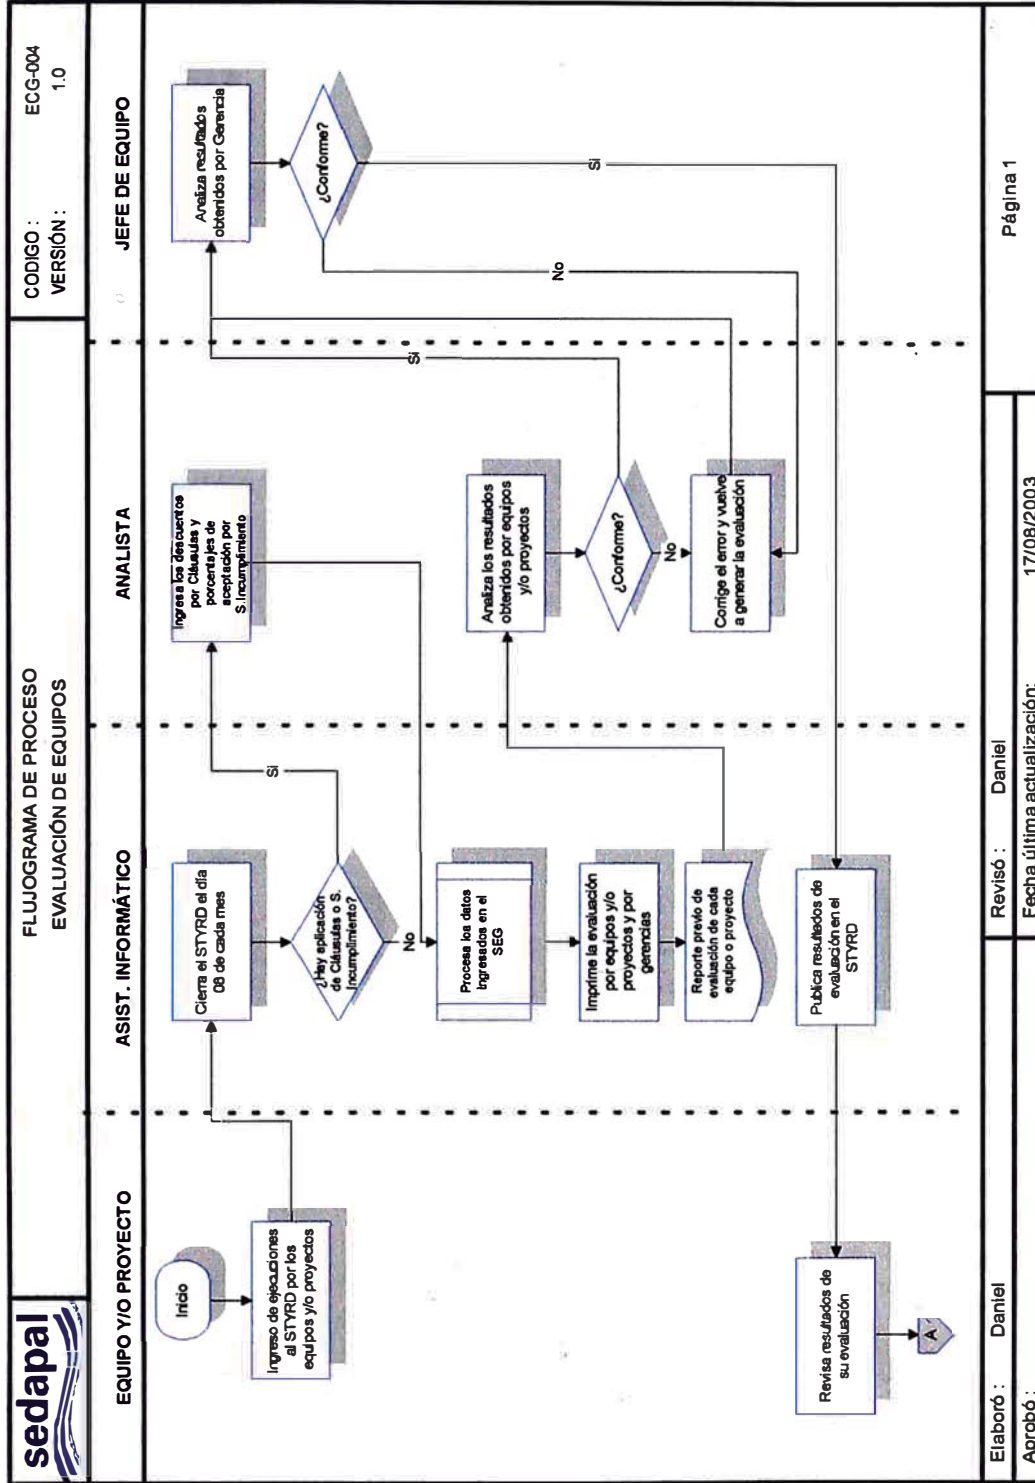 sedapal
FLUJOGRAMA DE PROCESO
EVALUACIÓN DE EQUIPOS
CODIGO : ECG-004
VERSIÓN : 1.0
EQUIPO Y/O PROYECTO
ASIST. INFORMÁTICO
ANALISTA
JEFE DE EQUIPO
Inicio
Ingreso de ejecuciones
al STYRD por los
equipos y/o proyectos
Cierra el STYRD el día
08 de cada mes
¿Hay aplicación
de Cláusulas o S.
Incumplimiento?
Si
No
Ingresa los descuentos
por Cláusulas y
porcentajes de
aceptación por
S.Incumplimiento
Procesa los datos
Ingresados en el
SEG
Imprime la evaluación
por equipos y/o
proyectos y por
gerencias
Reporte previo de
evaluación de cada
equipo o proyecto
Analiza los resultados
obtenidos por equipos
y/o proyectos
¿Conforme?
Si
No
Corrige el error y vuelve
a generar la evaluación
Analiza resultados
obtenidos por Gerencia
¿Conforme?
Si
No
Publica resultados de
evaluación en el
STYRD
Revisa resultados de
su evaluación
A
Elaboró : Daniel
Revisó : Daniel
Página 1
Aprobó :
Fecha última actualización: 17/08/2003